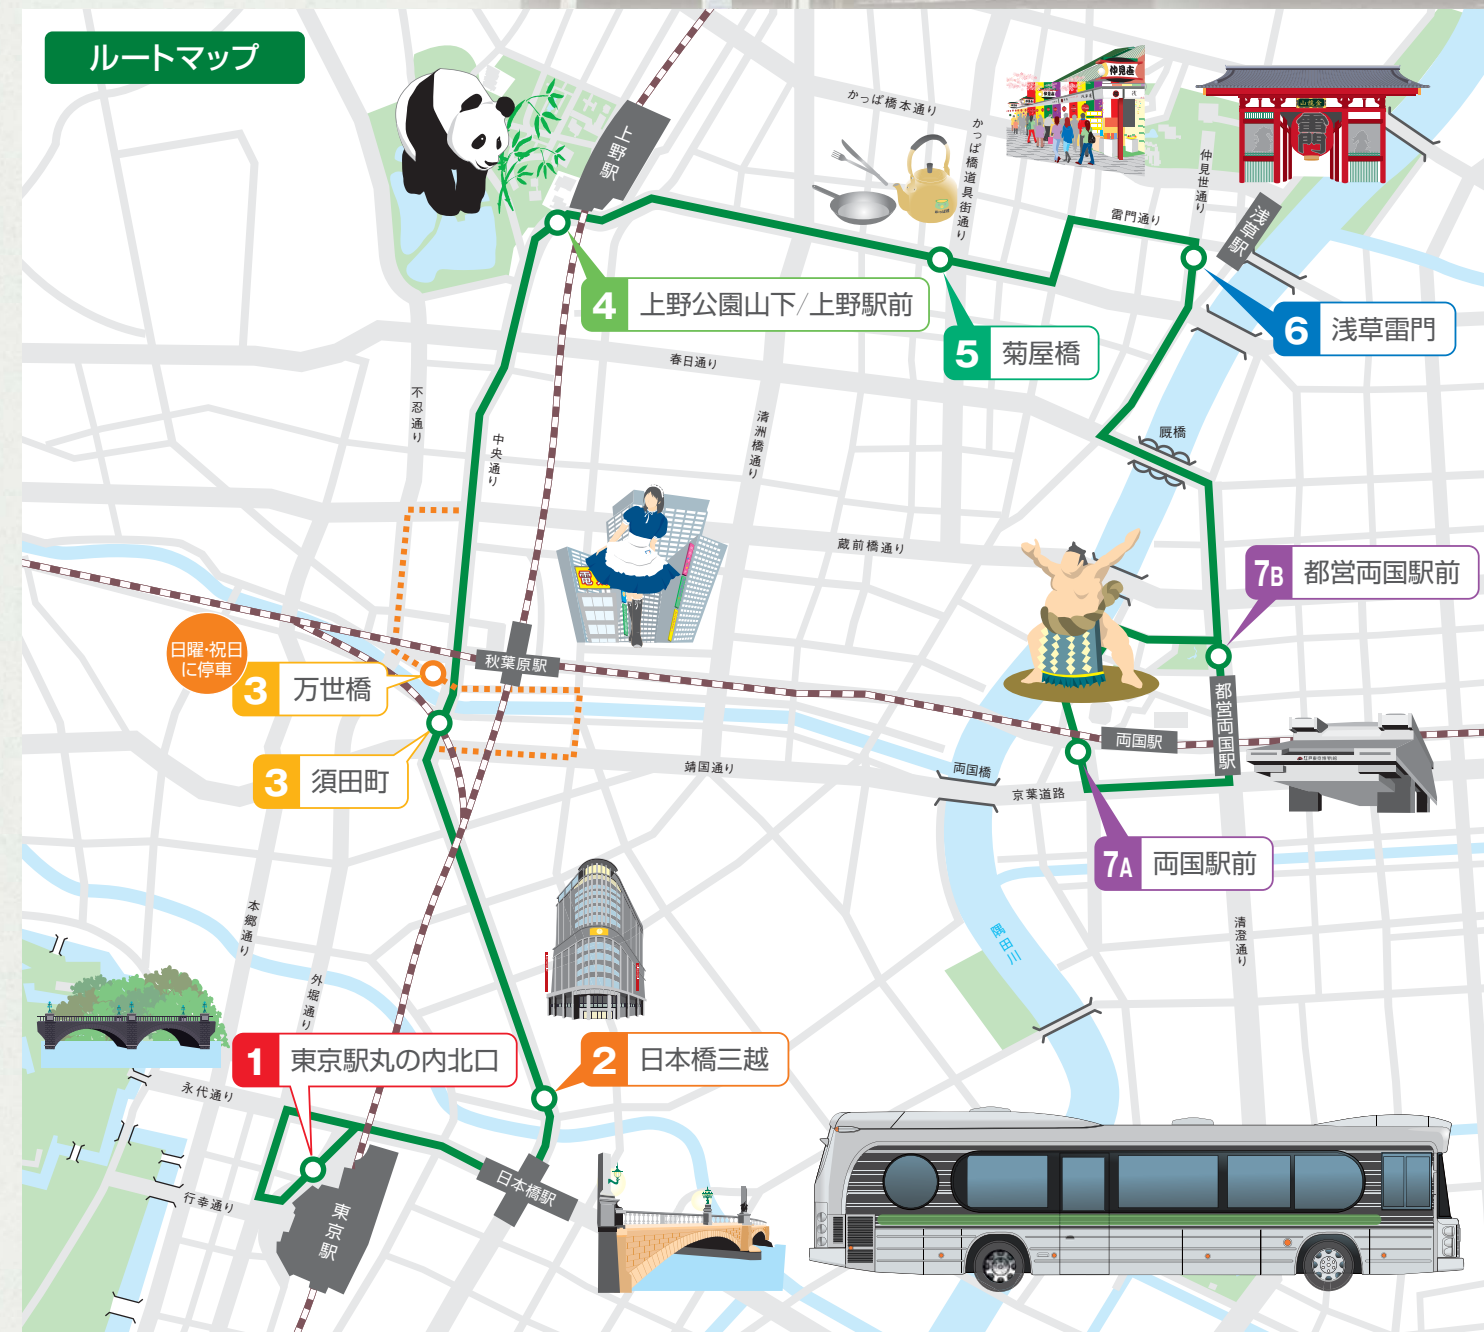 ルートマップ
上野駅
かっぱ橋本通り
かっぱ橋道具街通り
仲見世
仲見世通り
雷門
浅草駅
雷門通り
4 上野公園山下/上野駅前
5 菊屋橋
6 浅草雷門
春日通り
不忍通り
中央通り
清洲橋通り
厩橋
蔵前橋通り
電
7B 都営両国駅前
日曜・祝日
に停車
3 万世橋
秋葉原駅
都営両国駅
両国駅
3 須田町
靖国通り
両国橋
京葉道路
7A 両国駅前
本郷通り
外堀通り
隅田川
清澄通り
1 東京駅丸の内北口
2 日本橋三越
永代通り
行幸通り
日本橋駅
東京駅